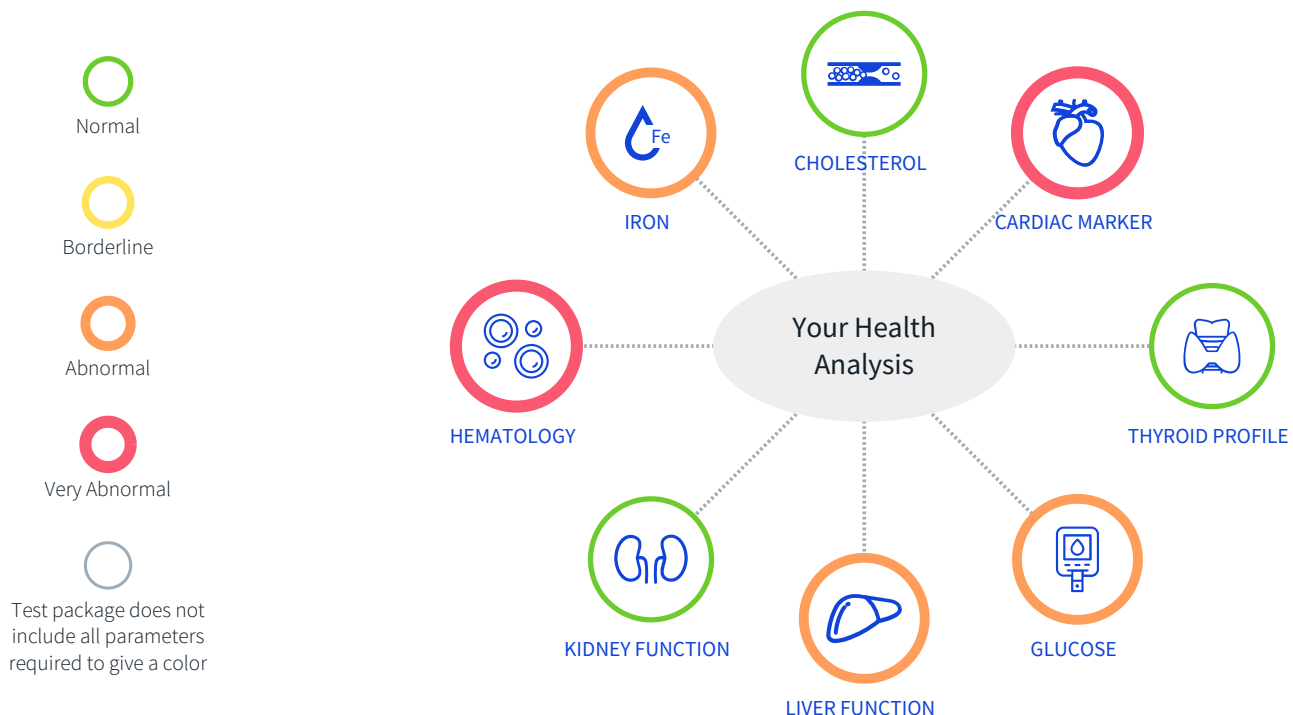 Normal
Borderline
Abnormal
Very Abnormal
Test package does not
include all parameters
required to give a color
Fe
IRON
CHOLESTEROL
CARDIAC MARKER
HEMATOLOGY
Your Health
Analysis
THYROID PROFILE
KIDNEY FUNCTION
LIVER FUNCTION
GLUCOSE